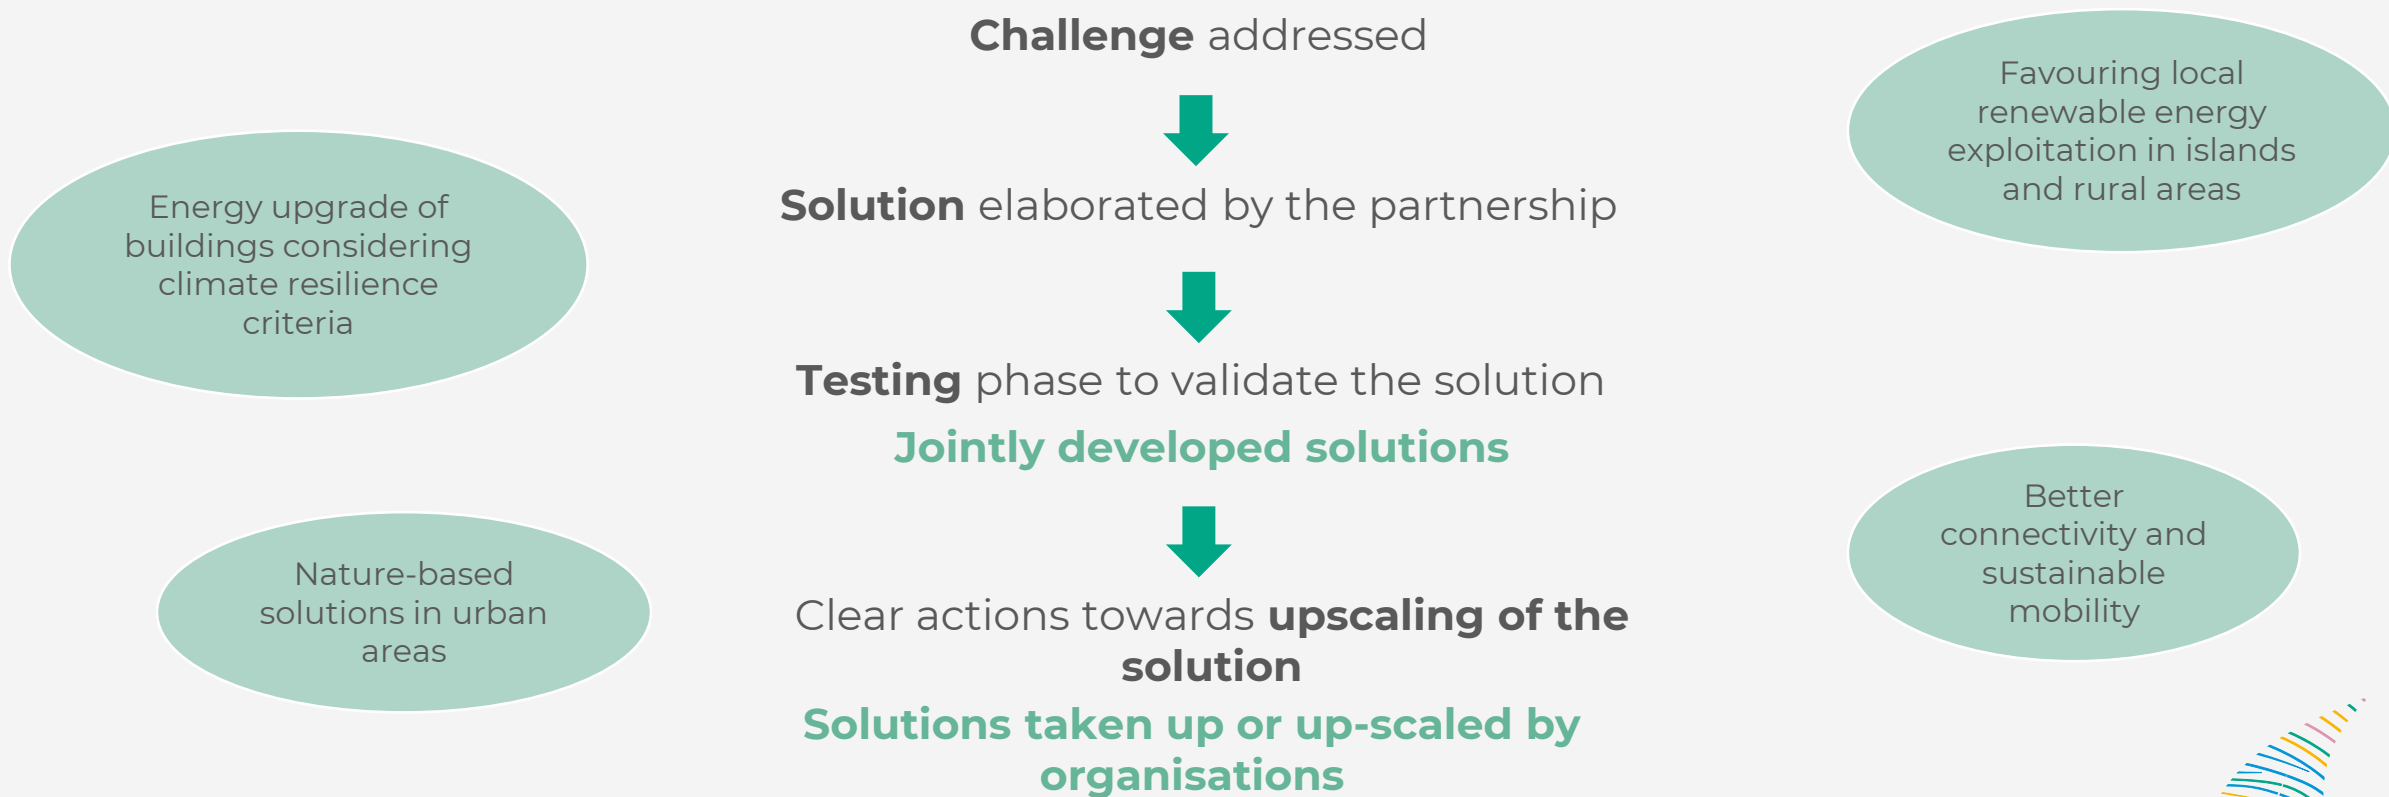 Challenge addressed
Solution elaborated by the partnership
Testing phase to validate the solution
Jointly developed solutions
Clear actions towards upscaling of the
solution
Solutions taken up or up-scaled by
organisations
Energy upgrade of
buildings considering
climate resilience
criteria
Nature-based
solutions in urban
areas
Favouring local
renewable energy
exploitation in islands
and rural areas
Better
connectivity and
sustainable
mobility